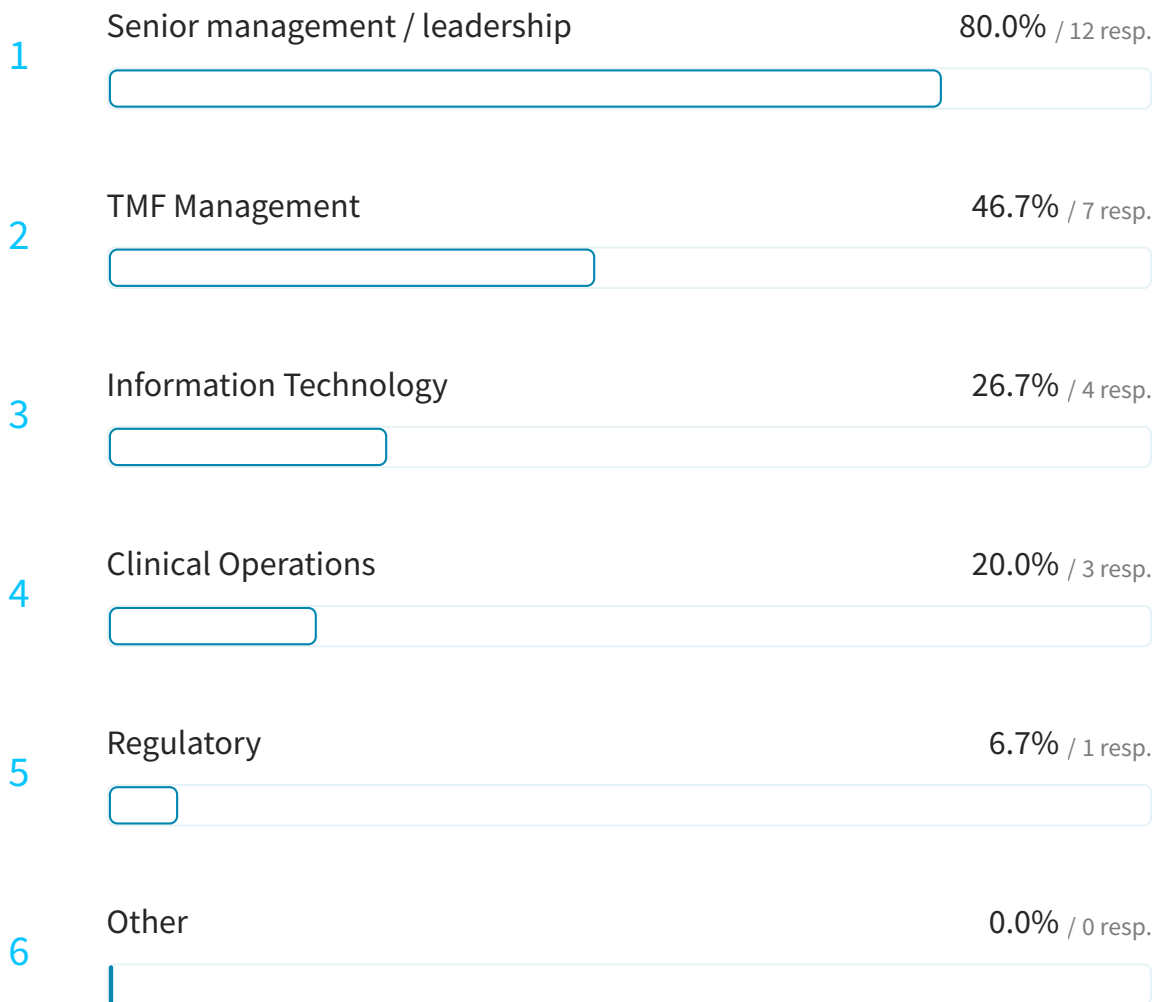 1 Senior management / leadership 80.0% / 12 resp.
2 TMF Management 46.7% / 7 resp.
3 Information Technology 26.7% / 4 resp.
4 Clinical Operations 20.0% / 3 resp.
5 Regulatory 6.7% / 1 resp.
6 Other 0.0% / 0 resp.